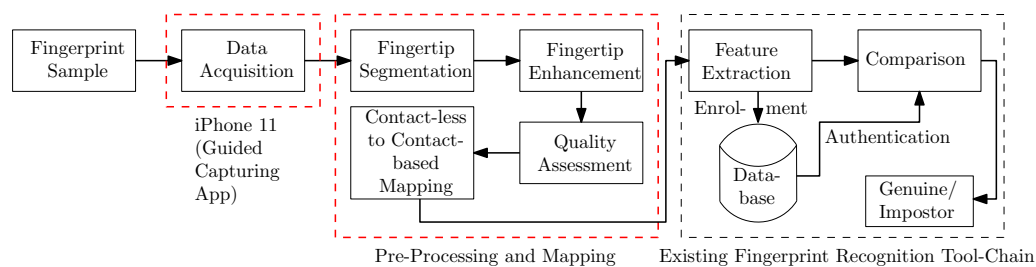 Fingerprint
Sample
Data
Acquisition
iPhone 11
(Guided
Capturing
App)
Fingertip
Segmentation
Fingertip
Enhancement
Contact-less
to Contact-
based
Mapping
Quality
Assessment
Pre-Processing and Mapping
Feature
Extraction
Comparison
Enrol- ment
Authentication
Data-
base
Genuine/
Impostor
Existing Fingerprint Recognition Tool-Chain